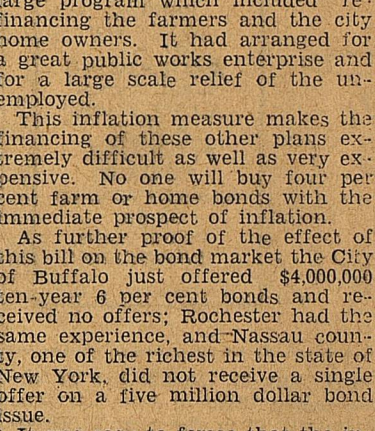 large program which included re-
financing the farmers and the city
home owners. It had arranged for
a great public works enterprise and
for a large scale relief of the un-
employed.
This inflation measure makes the
financing of these other plans ex-
tremely difficult as well as very ex-
pensive. No one will buy four per
cent farm or home bonds with the
immediate prospect of inflation.
As further proof of the effect of
this bill on the bond market the City
of Buffalo just offered $4,000,000
ten-year 6 per cent bonds and re-
ceived no offers; Rochester had the
same experience, and Nassau coun-
ty, one of the richest in the state of
New York, did not receive a single
offer on a five million dollar bond
issue.